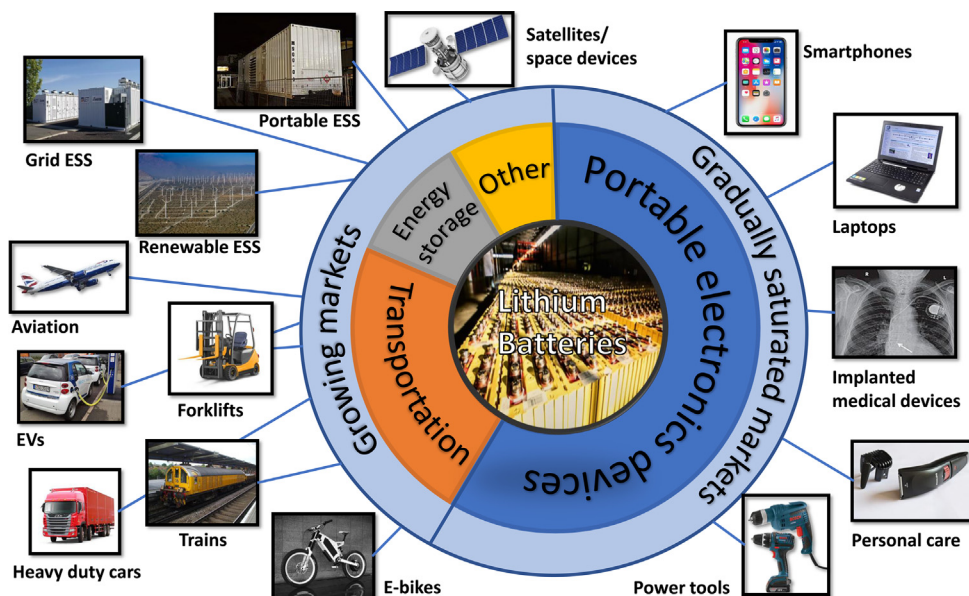 Satellites/
space devices
Smartphones
Portable ESS
Grid ESS
Renewable ESS
Laptops
Aviation
Forklifts
EVs
Implanted
medical devices
Trains
Heavy duty cars
E-bikes
Power tools
Personal care
Growing markets
Gradually saturated markets
Other
Energy
storage
Transportation
Portable electronics devices
Lithium
Batteries